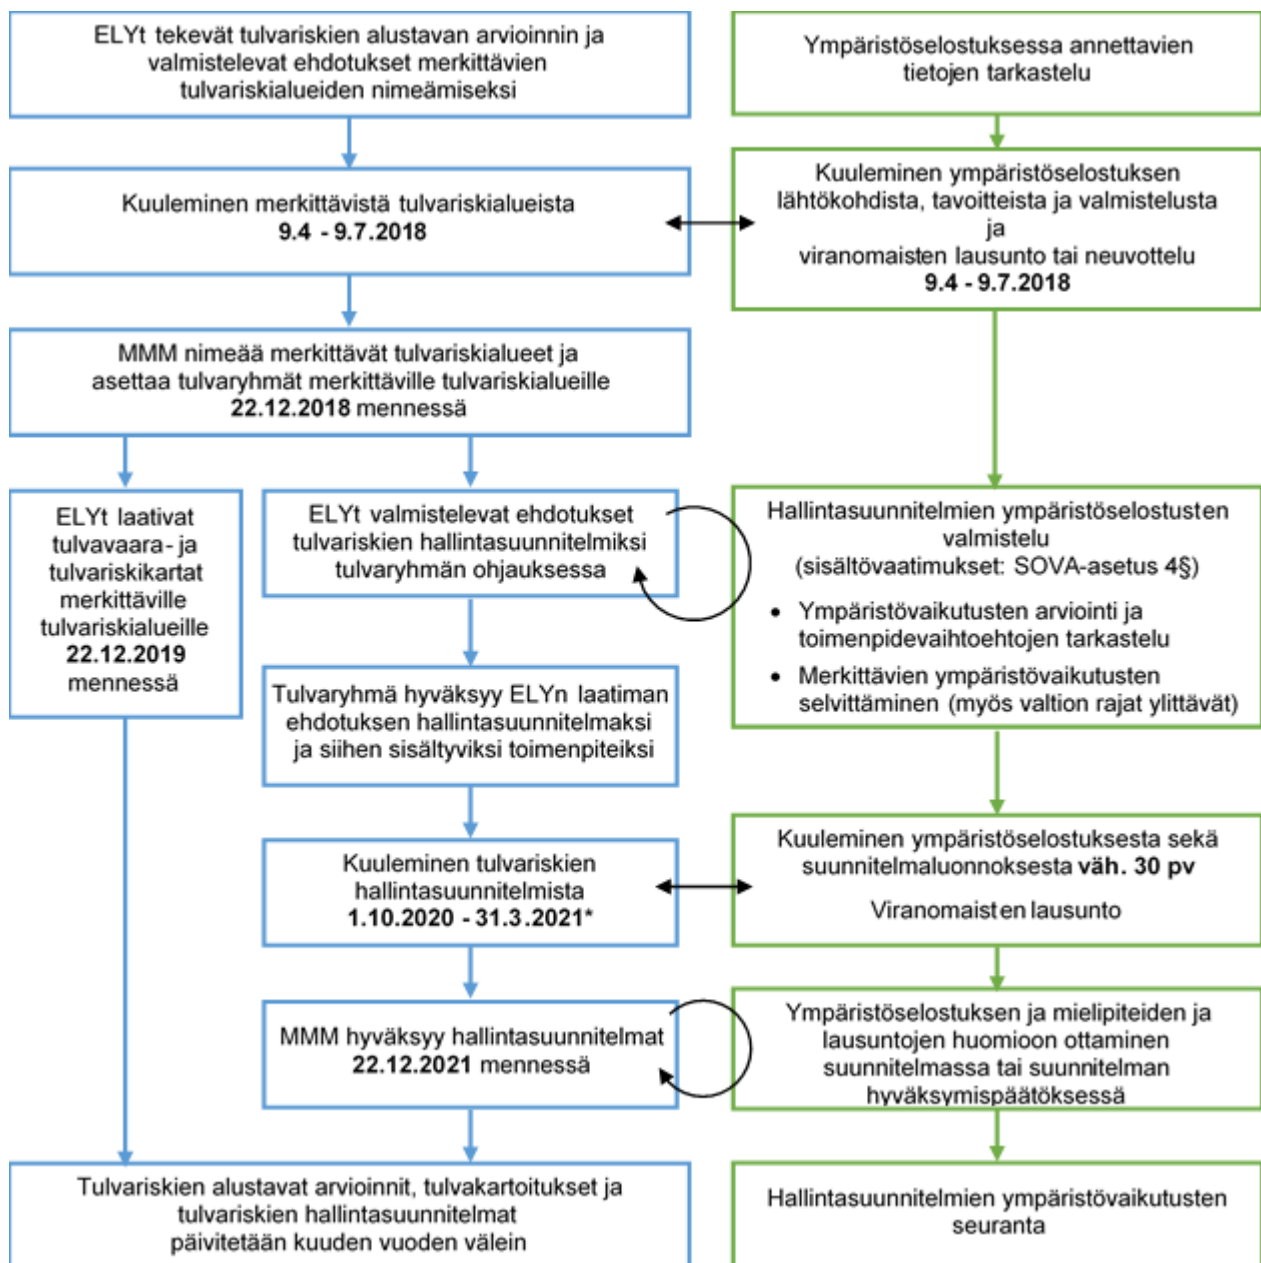 ELYt tekevät tulvariskien alustavan arvioinnin ja
valmistelevat ehdotukset merkittävien
tulvariskialueiden nimeämiseksi
Kuuleminen merkittävistä tulvariskialueista
9.4 - 9.7.2018
MMM nimeää merkittävät tulvariskialueet ja
asettaa tulvaryhmät merkittäville tulvariskialueille
22.12.2018 mennessä
ELYt laativat
tulvavaara- ja
tulvariskikartat
merkittäville
tulvariskialueille
22.12.2019
mennessä
ELYt valmistelevat ehdotukset
tulvariskien hallintasuunnitelmiksi
tulvaryhmän ohjauksessa
Tulvaryhmä hyväksyy ELYn laatiman
ehdotuksen hallintasuunnitelmaksi
ja siihen sisältyviksi toimenpiteiksi
Kuuleminen tulvariskien
hallintasuunnitelmista
1.10.2020 - 31.3.2021*
MMM hyväksyy hallintasuunnitelmat
22.12.2021 mennessä
Tulvariskien alustavat arvioinnit, tulvakartoitukset ja
tulvariskien hallintasuunnitelmat
päivitetään kuuden vuoden välein
Ympäristöselostuksessa annettavien
tietojen tarkastelu
Kuuleminen ympäristöselostuksen
lähtökohdista, tavoitteista ja valmistelusta
ja
viranomaisten lausunto tai neuvottelu
9.4 - 9.7.2018
Hallintasuunnitelmien ympäristöselostusten
valmistelu
(sisältövaatimukset: SOVA-asetus 4§)
• Ympäristövaikutusten arviointi ja
toimenpidevaihtoehtojen tarkastelu
• Merkittävien ympäristövaikutusten
selvittäminen (myös valtion rajat ylittävät)
Kuuleminen ympäristöselostuksesta sekä
suunnitelmaluonnoksesta väh. 30 pv
Viranomaisten lausunto
Ympäristöselostuksen ja mielipiteiden ja
lausuntojen huomioon ottaminen
suunnitelmassa tai suunnitelman
hyväksymispäätöksessä
Hallintasuunnitelmien ympäristövaikutusten
seuranta